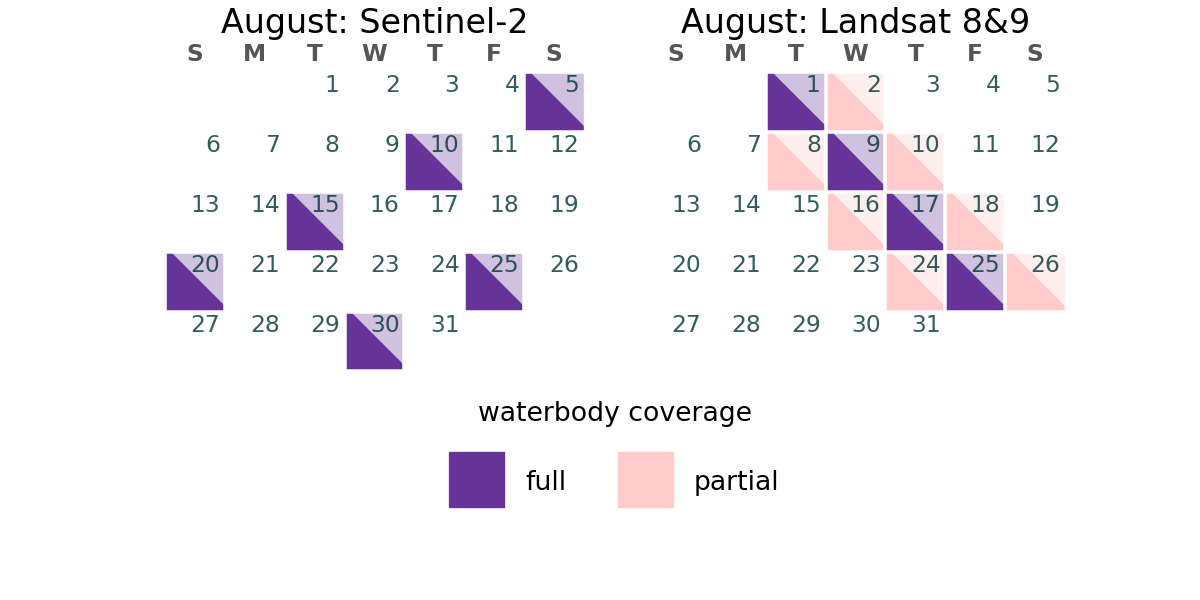 August: Sentinel-2
S M T W T F S
1 2 3 4 5
6 7 8 9 10 11 12
13 14 15 16 17 18 19
20 21 22 23 24 25 26
27 28 29 30 31
August: Landsat 8&9
S M T W T F S
1 2 3 4 5
6 7 8 9 10 11 12
13 14 15 16 17 18 19
20 21 22 23 24 25 26
27 28 29 30 31
waterbody coverage
full partial